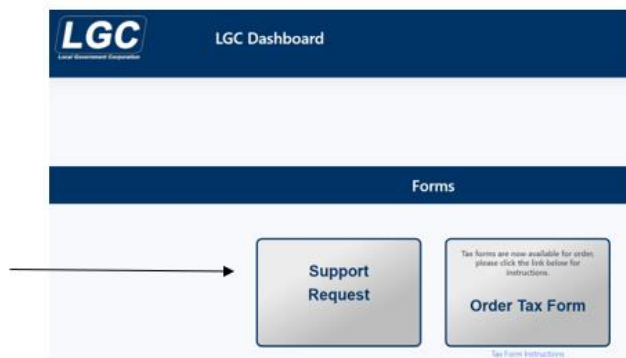 LGC
Local Government Corporation
LGC Dashboard
Forms
Support
Request
Tax forms are now available for order,
please click the link below for
instructions.
Order Tax Form
Tax Form Instructions